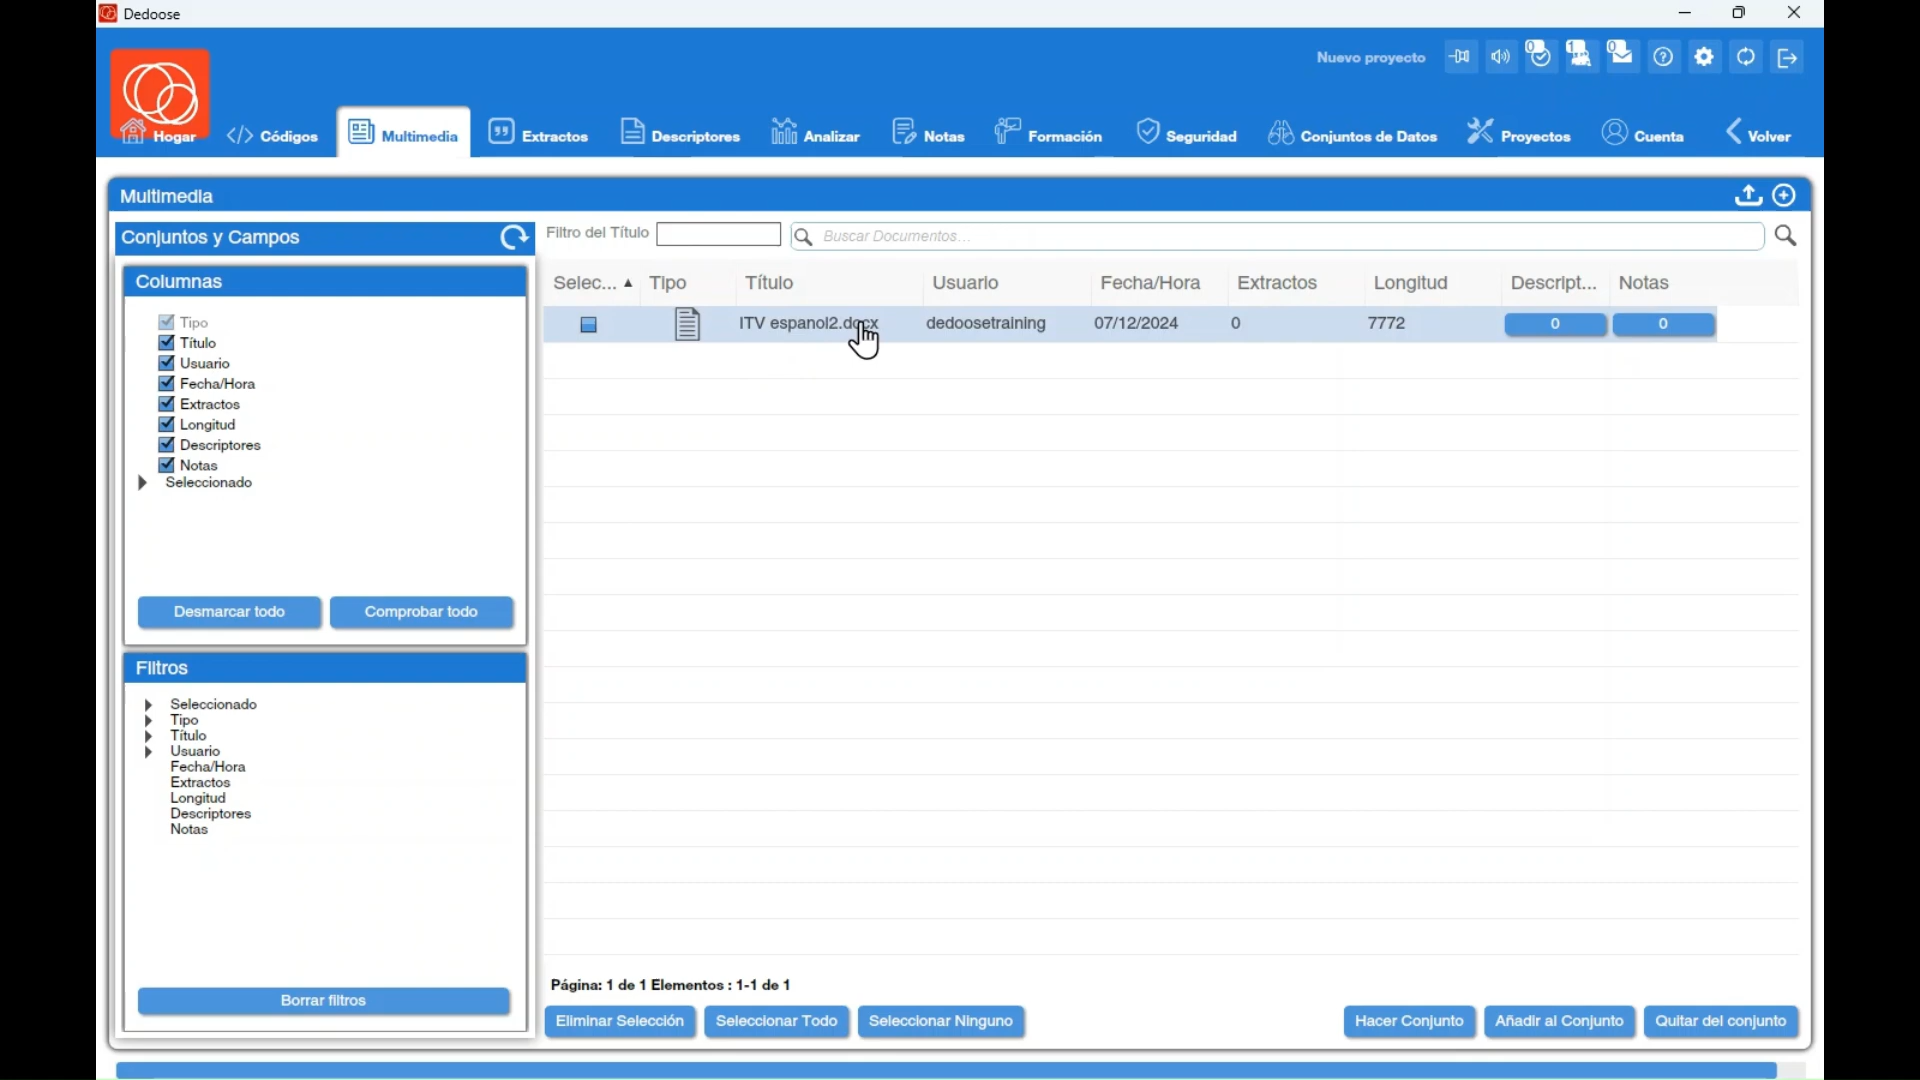 Dedoose
Nuevo proyecto
0
1
0
Hogar
Códigos
Multimedia
Extractos
Descriptores
Analizar
Notas
Formación
Seguridad
Conjuntos de Datos
Proyectos
Cuenta
Volver
Multimedia
Conjuntos y Campos
Filtro del Título
Buscar Documentos...
Columnas
Tipo
Título
Usuario
Fecha/Hora
Extractos
Longitud
Descriptores
Notas
Seleccionado
Desmarcar todo
Comprobar todo
Filtros
Seleccionado
Tipo
Título
Usuario
Fecha/Hora
Extractos
Longitud
Descriptores
Notas
Borrar filtros
Selec... Tipo Título Usuario Fecha/Hora Extractos Longitud Descript... Notas
ITV espanol2.docx dedoosetraining 07/12/2024 0 7772 0 0
Página: 1 de 1 Elementos : 1-1 de 1
Eliminar Selección
Seleccionar Todo
Seleccionar Ninguno
Hacer Conjunto
Añadir al Conjunto
Quitar del conjunto